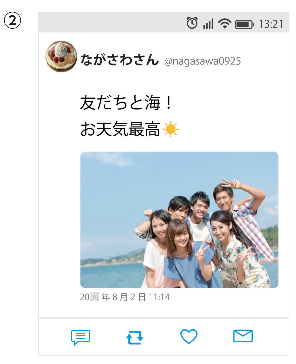 ②
13:21
ながさわさん @nagasawa0925
友だちと海！
お天気最高☀
年8月2日 11:14